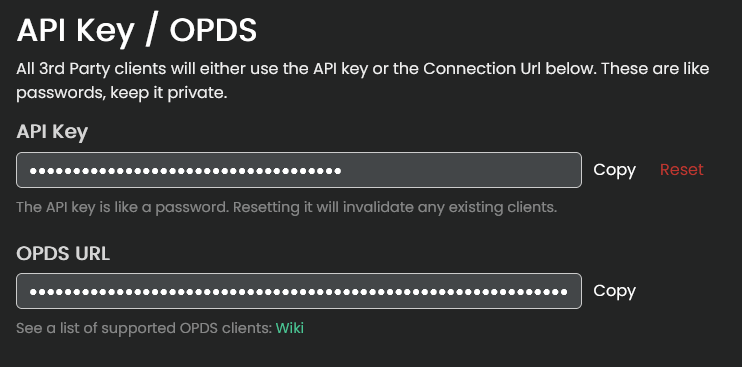 API Key / OPDS
All 3rd Party clients will either use the API key or the Connection Url below. These are like
passwords, keep it private.
API Key
••••••••••••••••••••••••••••••••••••
Copy
Reset
The API key is like a password. Resetting it will invalidate any existing clients.
OPDS URL
••••••••••••••••••••••••••••••••••••••••••••••••••••••••••••••
Copy
See a list of supported OPDS clients: Wiki